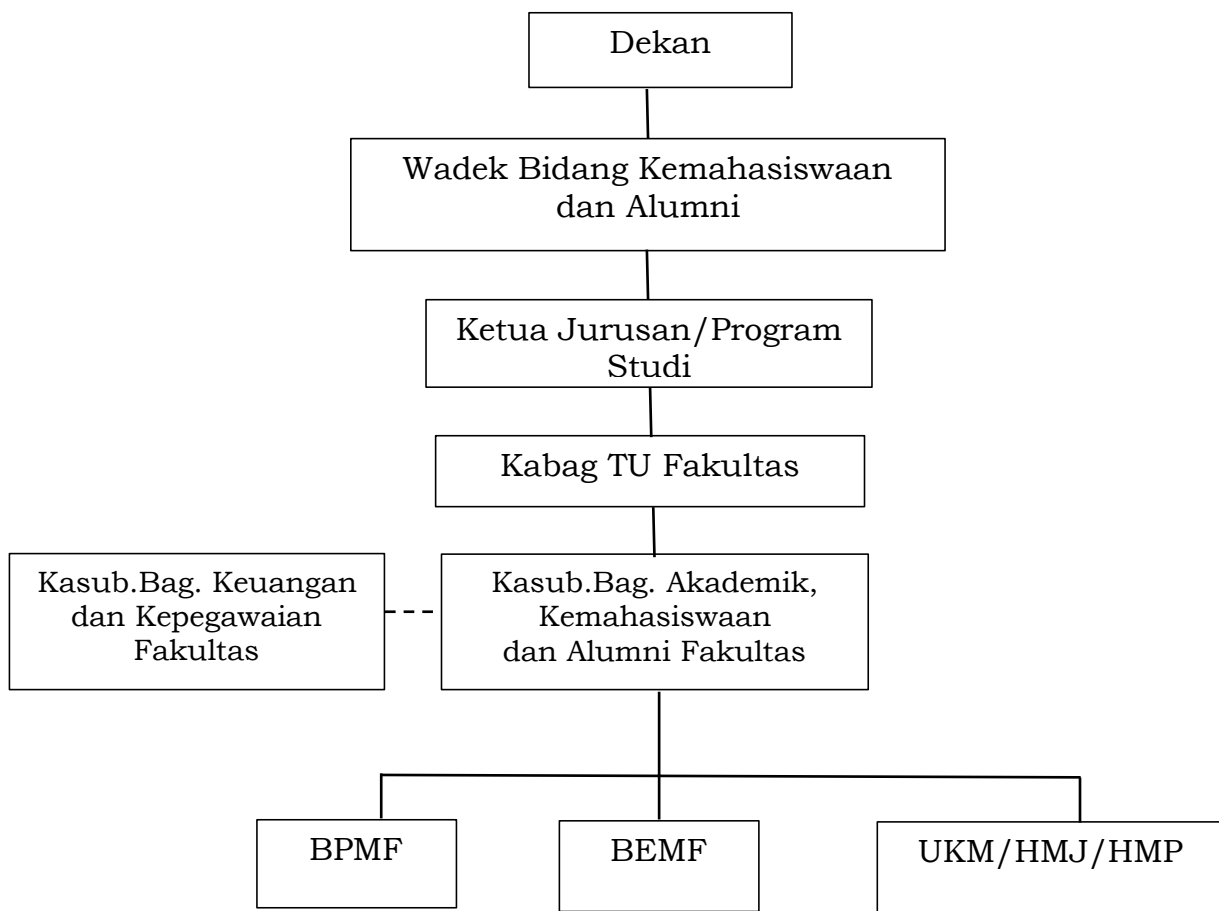 Dekan
Wadek Bidang Kemahasiswaan
dan Alumni
Ketua Jurusan/Program
Studi
Kabag TU Fakultas
Kasub.Bag. Keuangan
dan Kepegawaian
Fakultas
Kasub.Bag. Akademik,
Kemahasiswaan
dan Alumni Fakultas
BPMF
BEMF
UKM/HMJ/HMP